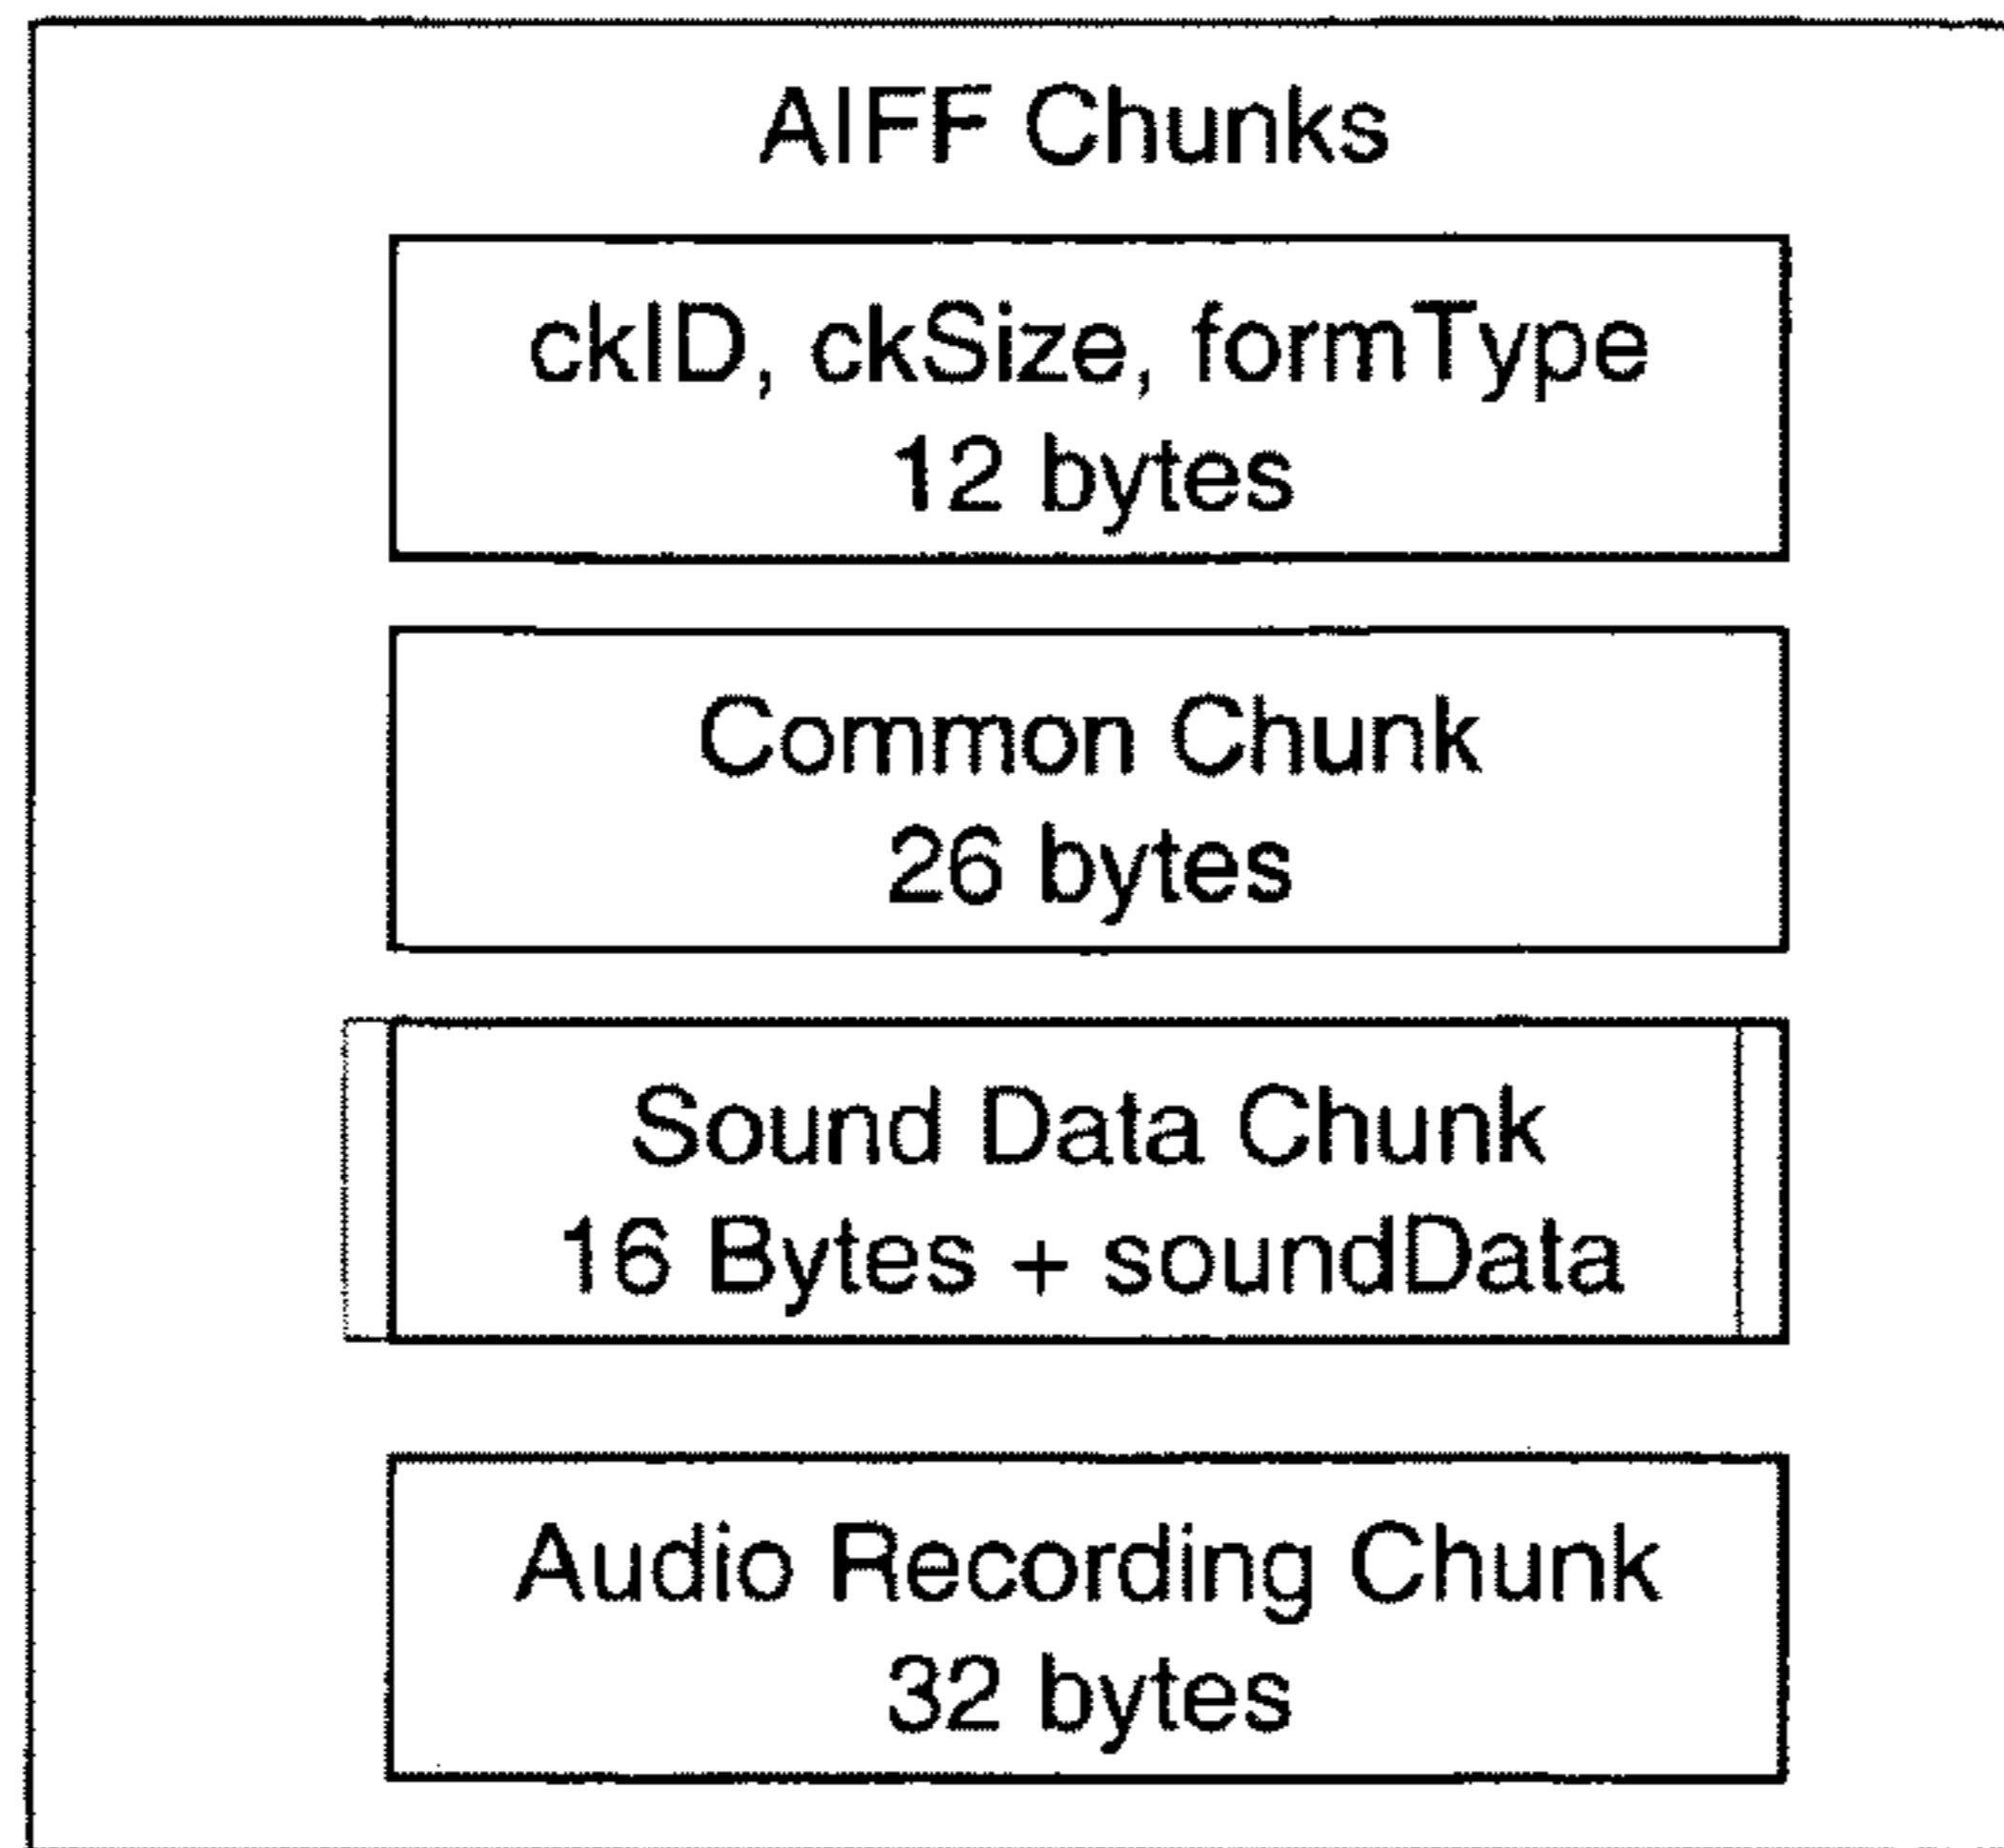 AIFF Chunks
ckID, ckSize, formType
12 bytes
Common Chunk
26 bytes
Sound Data Chunk
16 Bytes + soundData
Audio Recording Chunk
32 bytes